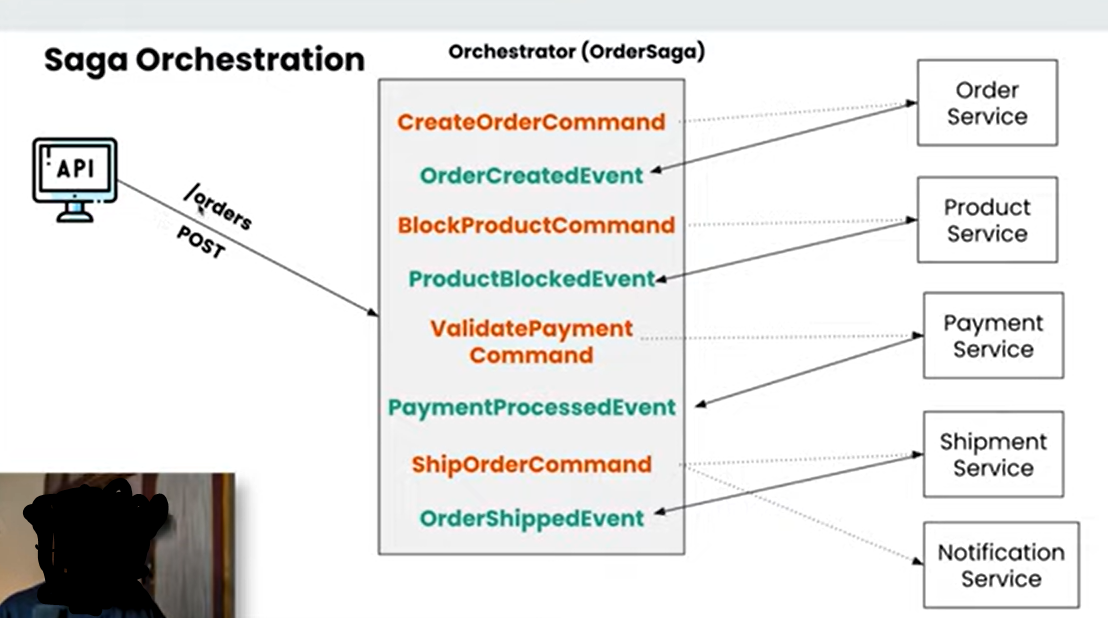 Saga Orchestration
Orchestrator (OrderSaga)
API
/orders
POST
CreateOrderCommand
OrderCreatedEvent
BlockProductCommand
ProductBlockedEvent
ValidatePayment
Command
PaymentProcessedEvent
ShipOrderCommand
OrderShippedEvent
Order
Service
Product
Service
Payment
Service
Shipment
Service
Notification
Service